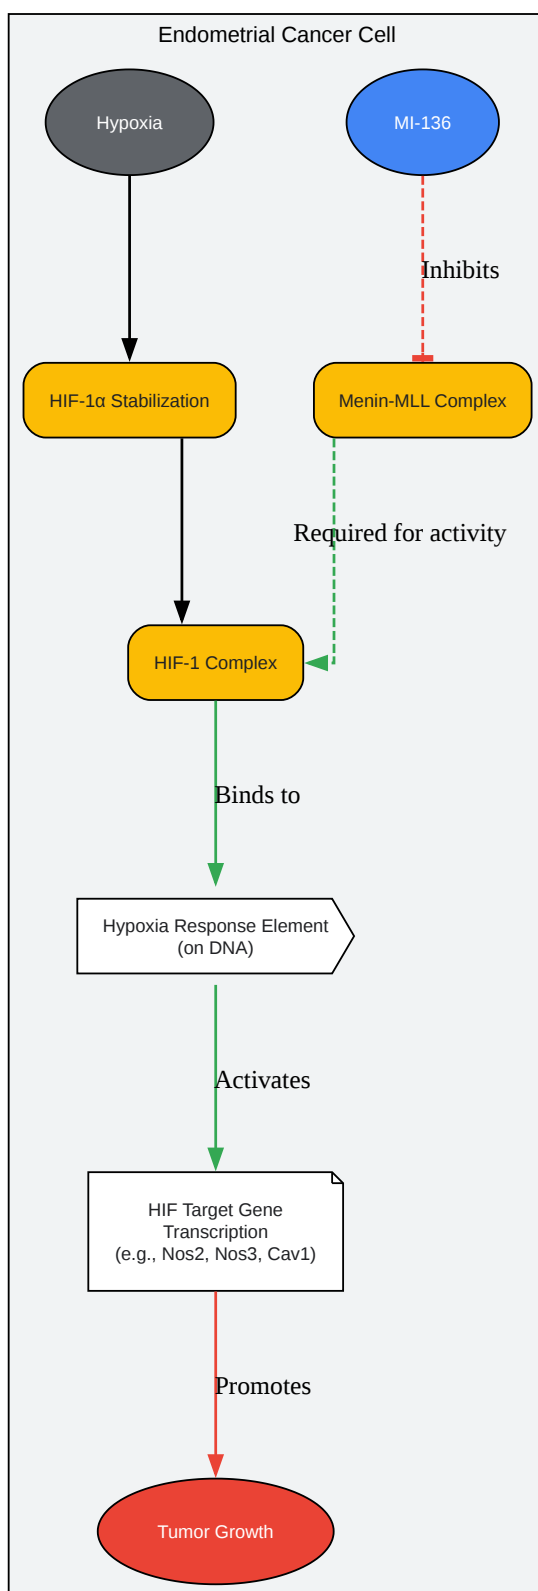 Endometrial Cancer Cell
Hypoxia
MI-136
Inhibits
HIF-1α Stabilization
Menin-MLL Complex
Required for activity
HIF-1 Complex
Binds to
Hypoxia Response Element
(on DNA)
Activates
HIF Target Gene
Transcription
(e.g., Nos2, Nos3, Cav1)
Promotes
Tumor Growth